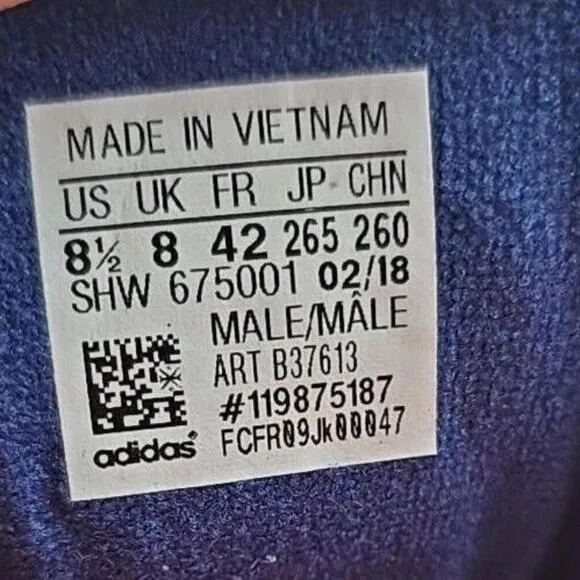 MADE IN VIETNAM
US UK FR JP CHN
8½ 8 42 265 260
SHW 675001 02/18
MALE/MÂLE
ART B37613
#119875187
adidas FCFR09Jk00047